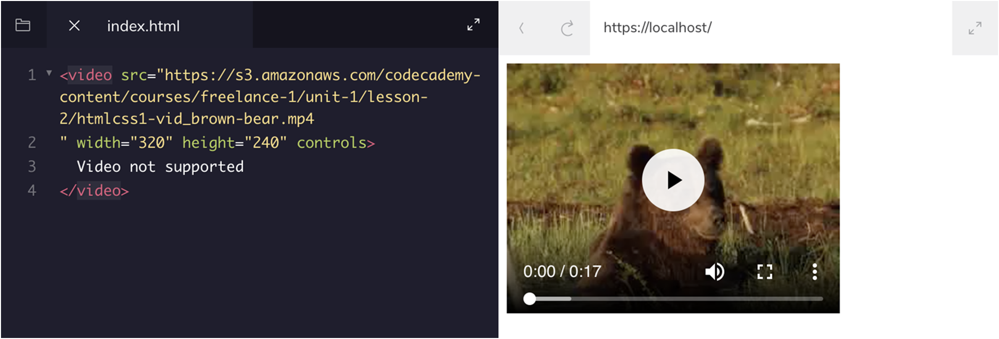 index.html
1 <video src="https://s3.amazonaws.com/codecademy-
content/courses/freelance-1/unit-1/lesson-
2/htmlcss1-vid_brown-bear.mp4
2 " width="320" height="240" controls>
3 Video not supported
4 </video>
https://localhost/
0:00 / 0:17